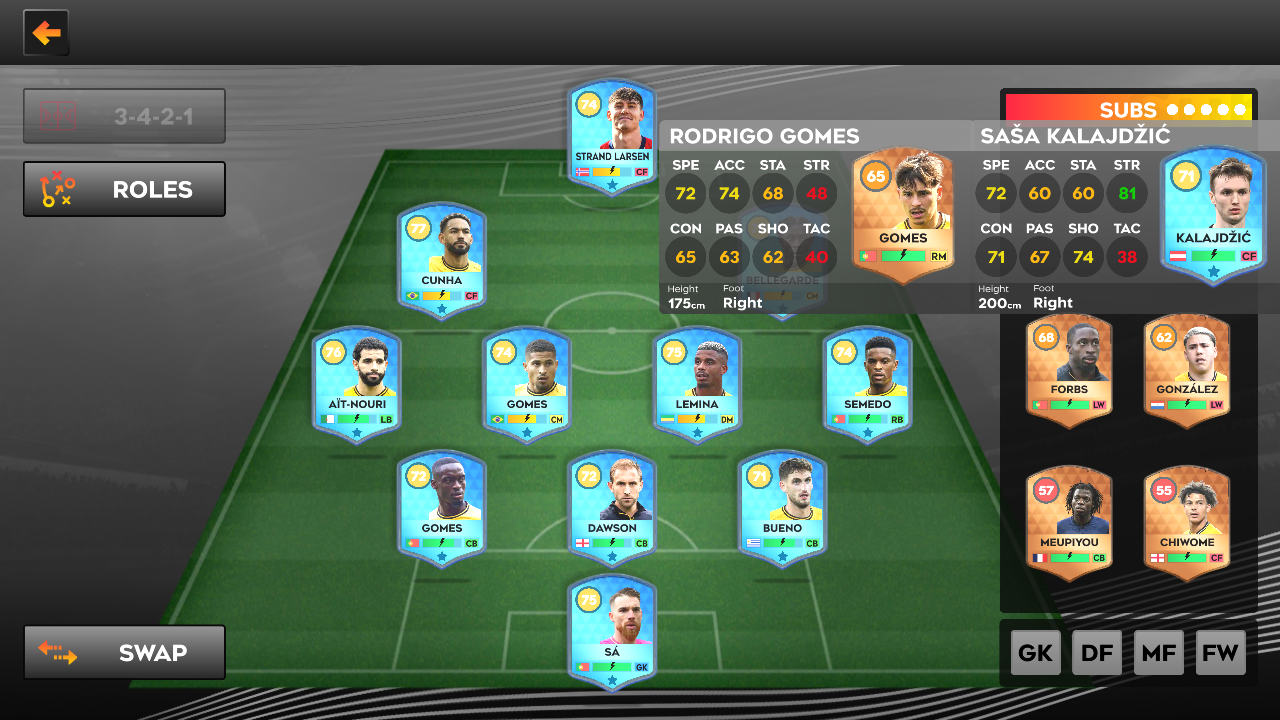 3-4-2-1
ROLES
SWAP
74
STRAND LARSEN
CF
77
CUNHA
CF
BELLEGARDE
CM
76
AÏT-NOURI
LB
74
GOMES
CM
75
LEMINA
DM
74
SEMEDO
RB
72
GOMES
CB
72
DAWSON
CB
71
BUENO
CB
75
SÁ
GK
SUBS
RODRIGO GOMES
SPE ACC STA STR
72 74 68 48
CON PAS SHO TAC
65 63 62 40
Height Foot
175cm Right
65
GOMES
RM
SAŠA KALAJDŽIĆ
SPE ACC STA STR
72 60 60 81
CON PAS SHO TAC
71 67 74 38
Height Foot
200cm Right
71
KALAJDŽIĆ
CF
68
FORBS
LW
62
GONZÁLEZ
LW
57
MEUPIYOU
CB
55
CHIWOME
CF
GK DF MF FW